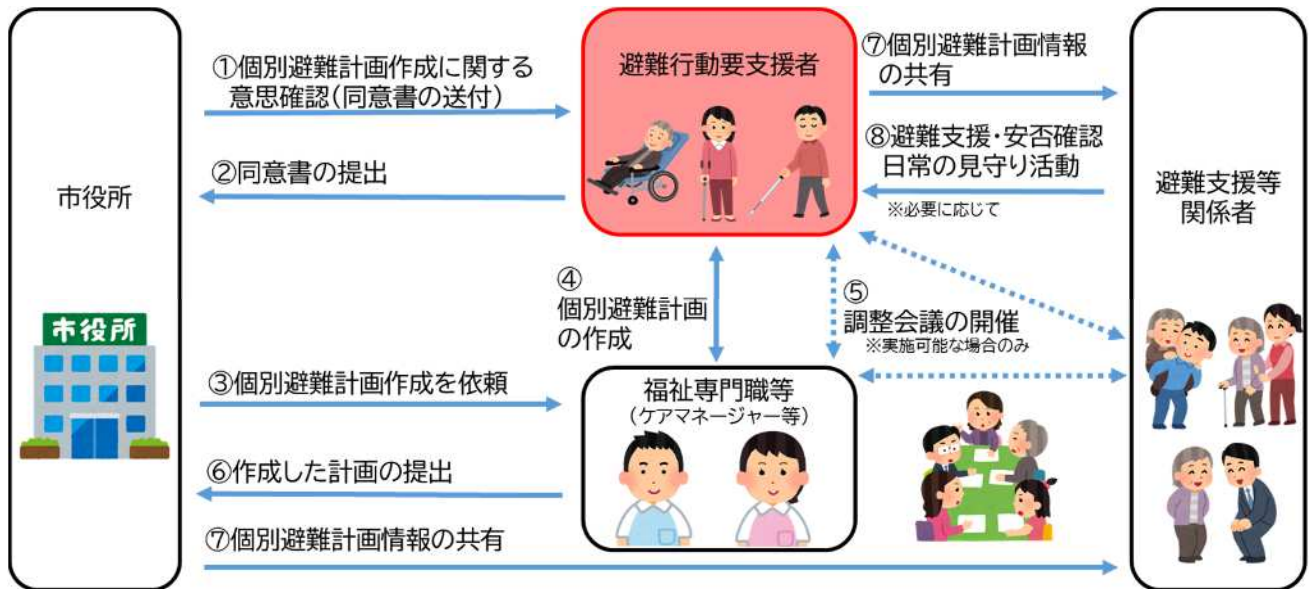 市役所
市役所
①個別避難計画作成に関する
意思確認(同意書の送付)
②同意書の提出
避難行動要支援者
⑦個別避難計画情報
の共有
⑧避難支援・安否確認
日常の見守り活動
※必要に応じて
避難支援等
関係者
④
個別避難計画
の作成
⑤
調整会議の開催
※実施可能な場合のみ
③個別避難計画作成を依頼
福祉専門職等
(ケアマネージャー等)
⑥作成した計画の提出
⑦個別避難計画情報の共有